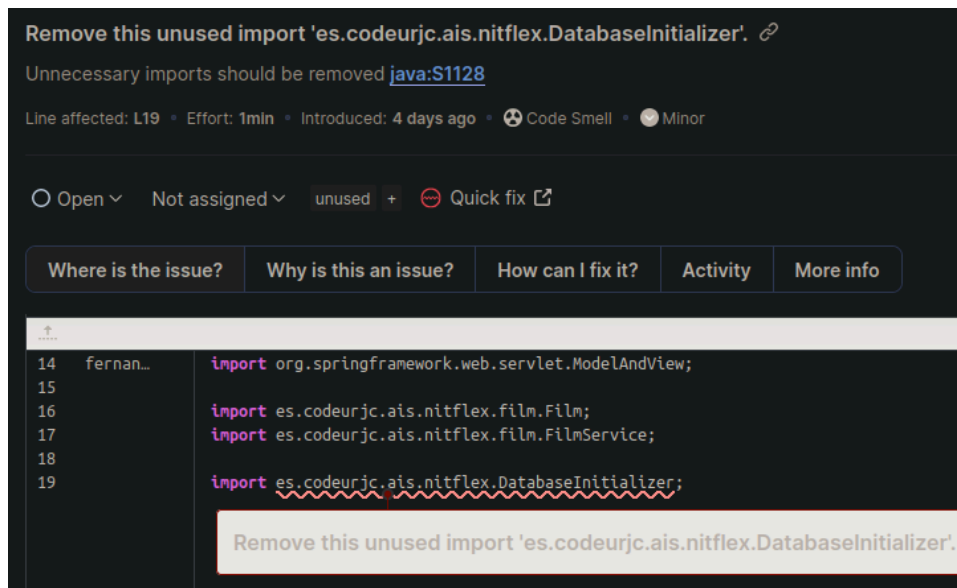 Remove this unused import 'es.codeurjc.ais.nitflex.DatabaseInitializer'.
Unnecessary imports should be removed java:S1128
Line affected: L19 • Effort: 1min • Introduced: 4 days ago • Code Smell • Minor
Open Not assigned unused + Quick fix
Where is the issue? Why is this an issue? How can I fix it? Activity More info
14 fernan... import org.springframework.web.servlet.ModelAndView;
15
16 import es.codeurjc.ais.nitflex.film.Film;
17 import es.codeurjc.ais.nitflex.film.FilmService;
18
19 import es.codeurjc.ais.nitflex.DatabaseInitializer;
Remove this unused import 'es.codeurjc.ais.nitflex.DatabaseInitializer'.